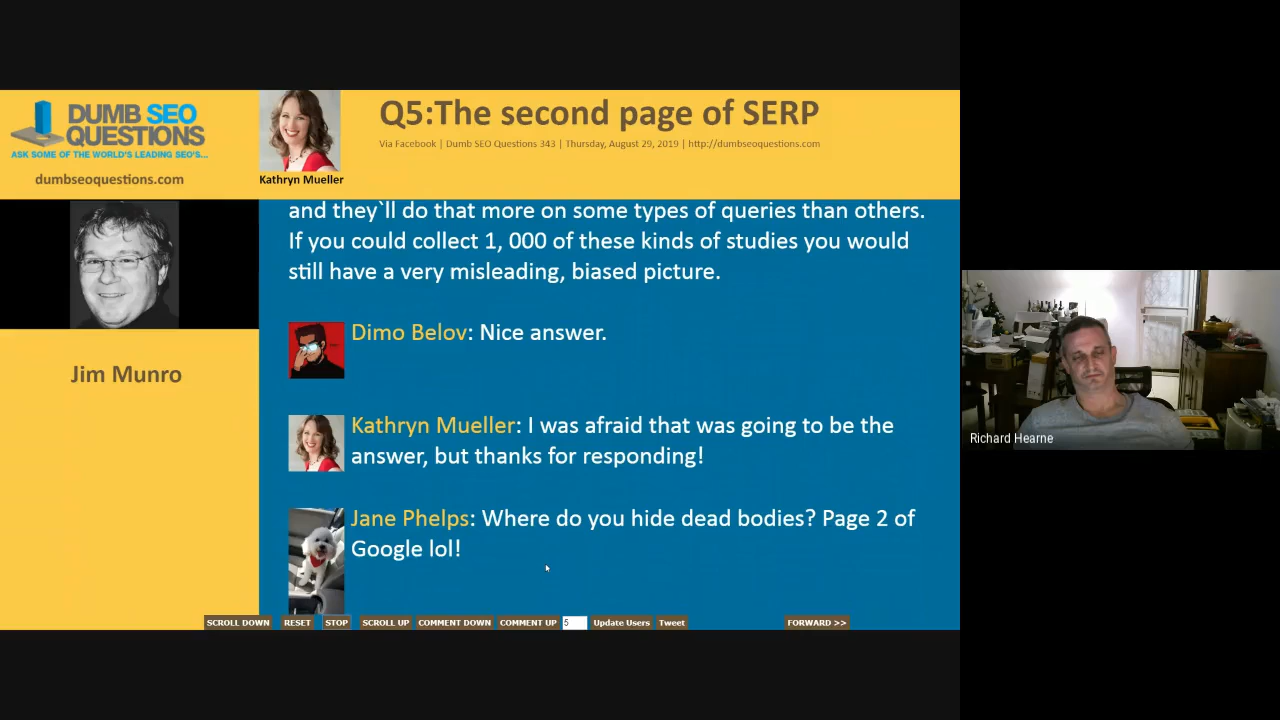 DUMB SEO
QUESTIONS
ASK SOME OF THE WORLD'S LEADING SEO'S...
dumbseoquestions.com
Kathryn Mueller
Q5:The second page of SERP
Via Facebook | Dumb SEO Questions 343 | Thursday, August 29, 2019 | http://dumbseoquestions.com
Jim Munro
and they`ll do that more on some types of queries than others.
If you could collect 1, 000 of these kinds of studies you would
still have a very misleading, biased picture.
Dimo Belov: Nice answer.
Kathryn Mueller: I was afraid that was going to be the
answer, but thanks for responding!
Jane Phelps: Where do you hide dead bodies? Page 2 of
Google lol!
SCROLL DOWN RESET STOP SCROLL UP COMMENT DOWN COMMENT UP 5 Update Users Tweet FORWARD >>
Richard Hearne